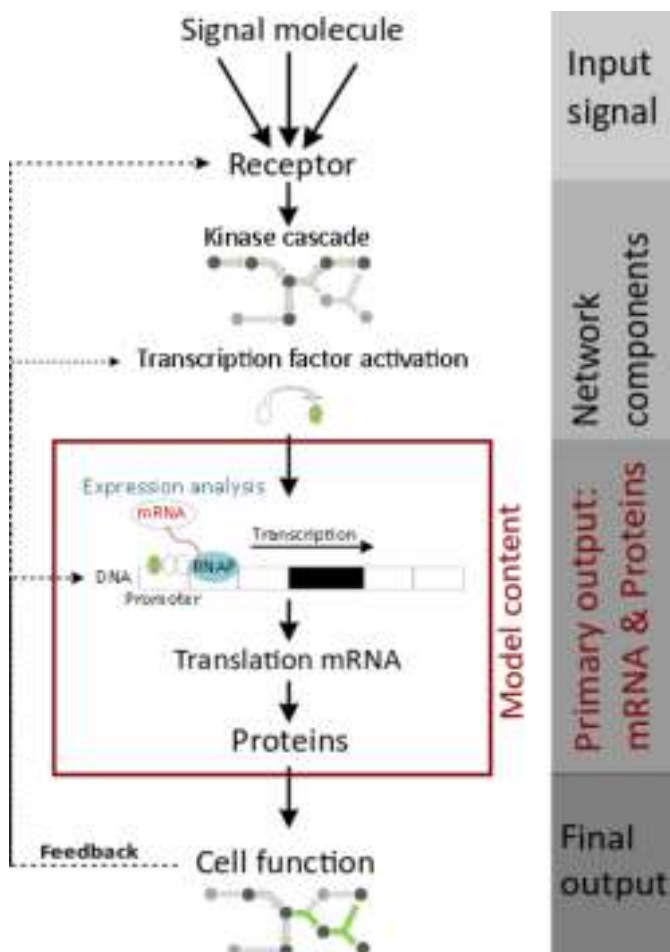 Signal molecule
Receptor
Kinase cascade
Transcription factor activation
Expression analysis
mRNA
Transcription
RNAP
DNA
Promoter
Translation mRNA
Proteins
Feedback
Cell function
Model content
Input
signal
Network
components
Primary output:
mRNA & Proteins
Final
output